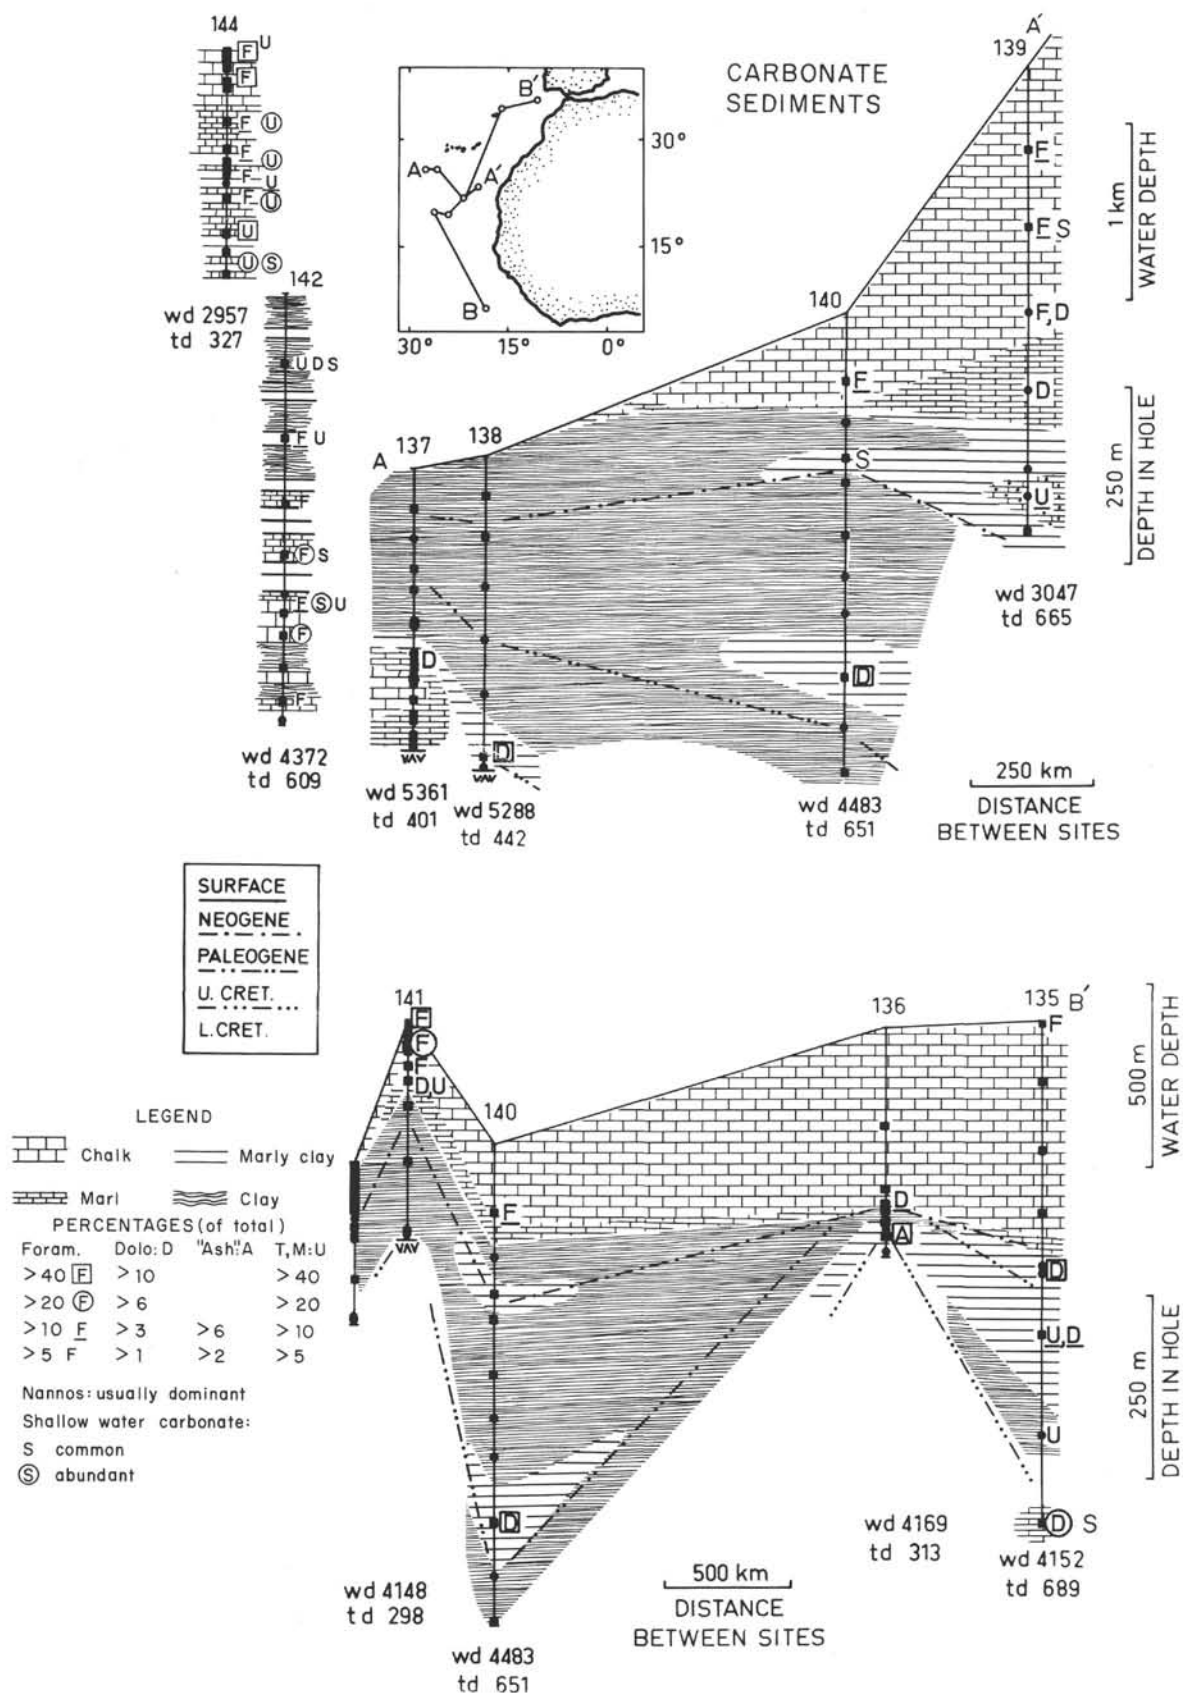 144
F U
F
F U
F U
F U
F U
U
U S
wd 2957
td 327
142
U D S
F U
F
F S
F S U
F
F
wd 4372
td 609
A
B'
A'
B
30°
15°
30°
15°
0°
CARBONATE
SEDIMENTS
A'
139
F
F S
F, D
D
U
wd 3047
td 665
1 km
WATER DEPTH
250 m
DEPTH IN HOLE
140
F
S
D
wd 4483
td 651
A
137
138
D
D
wd 5361
td 401
wd 5288
td 442
250 km
DISTANCE
BETWEEN SITES
SURFACE
NEOGENE
PALEOGENE
U. CRET.
L. CRET.
LEGEND
Chalk
Marly clay
Marl
Clay
PERCENTAGES (of total)
Foram. Dolo: D "Ash": A T, M: U
>40 F >10 >40
>20 F >6 >20
>10 F >3 >6 >10
>5 F >1 >2 >5
Nannos: usually dominant
Shallow water carbonate:
S common
S abundant
141
F
F
F
D,U
140
F
D
wd 4148
td 298
wd 4483
td 651
136
D
A
wd 4169
td 313
135
B'
F
D
U,D
U
D S
wd 4152
td 689
500 km
DISTANCE
BETWEEN SITES
500 m
WATER DEPTH
250 m
DEPTH IN HOLE